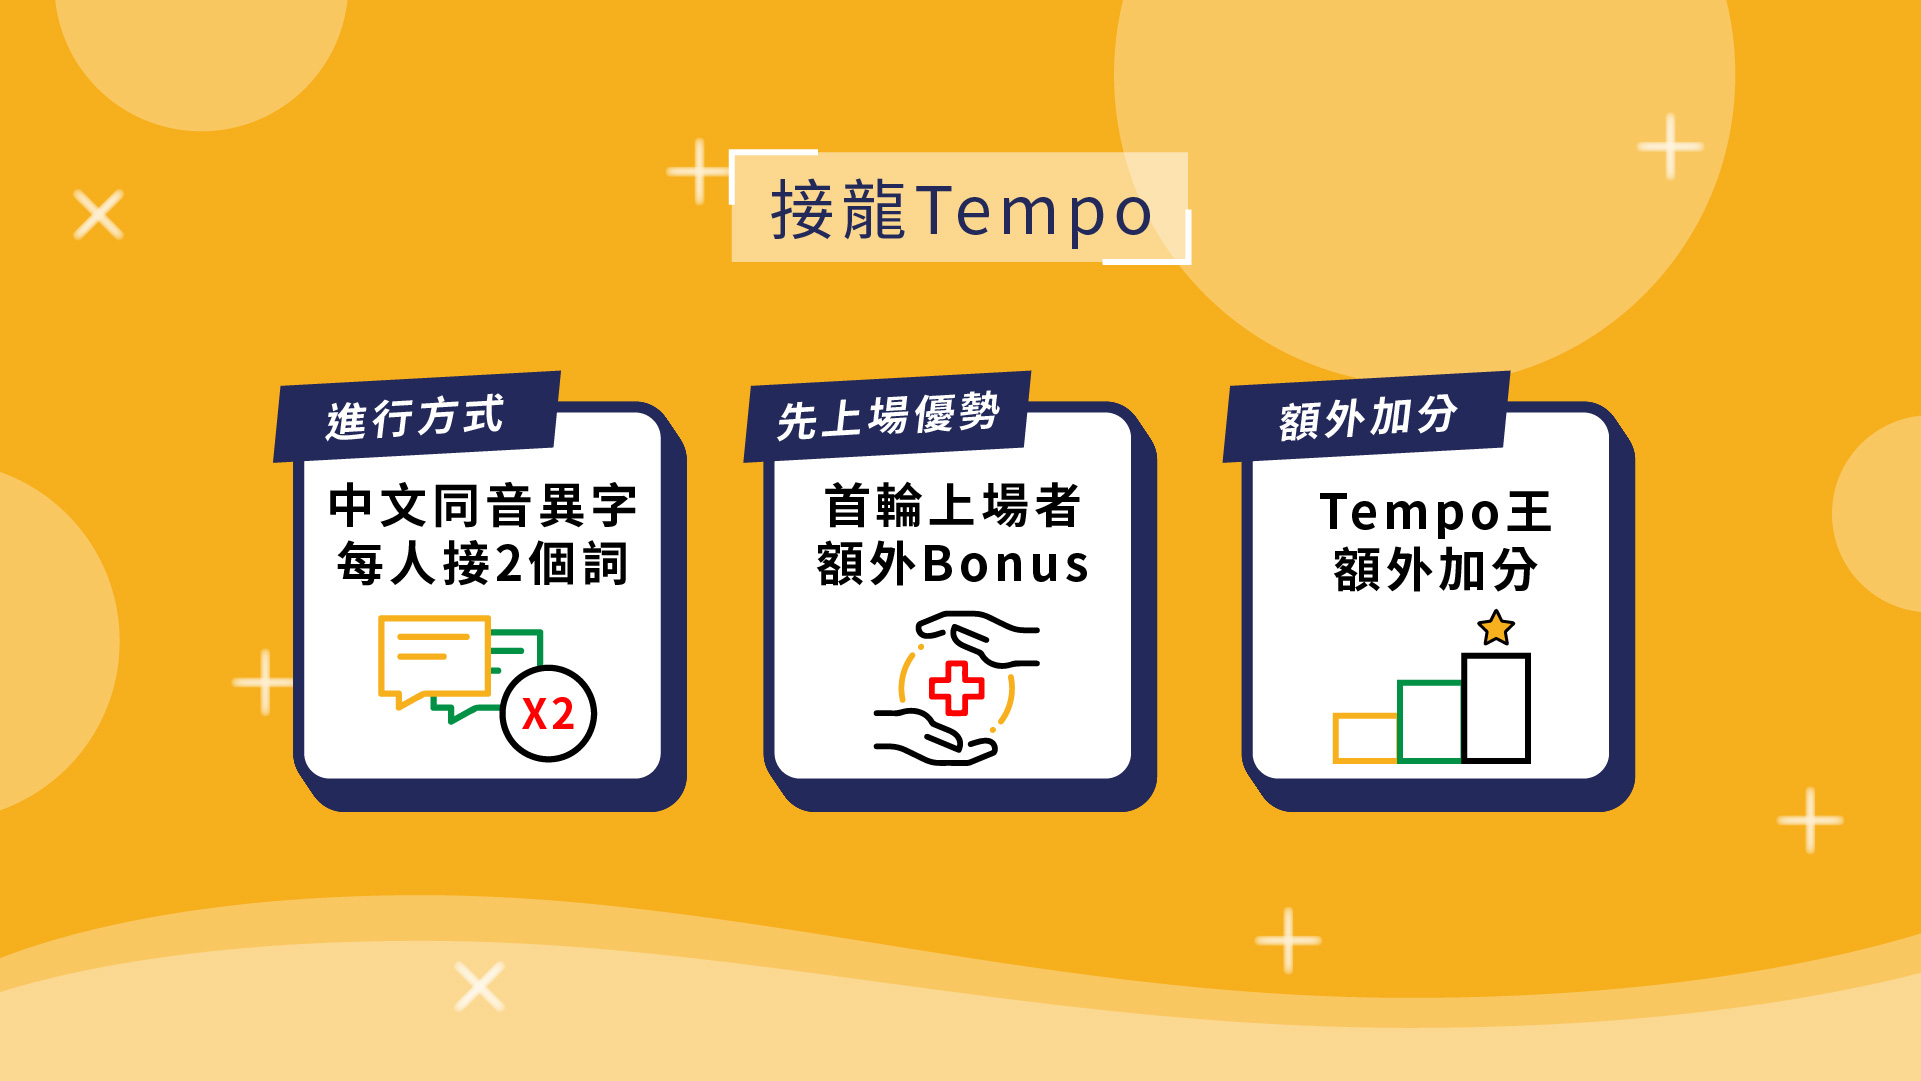 接龍Tempo
進行方式
中文同音異字
每人接2個詞
X2
先上場優勢
首輪上場者
額外Bonus
額外加分
Tempo王
額外加分